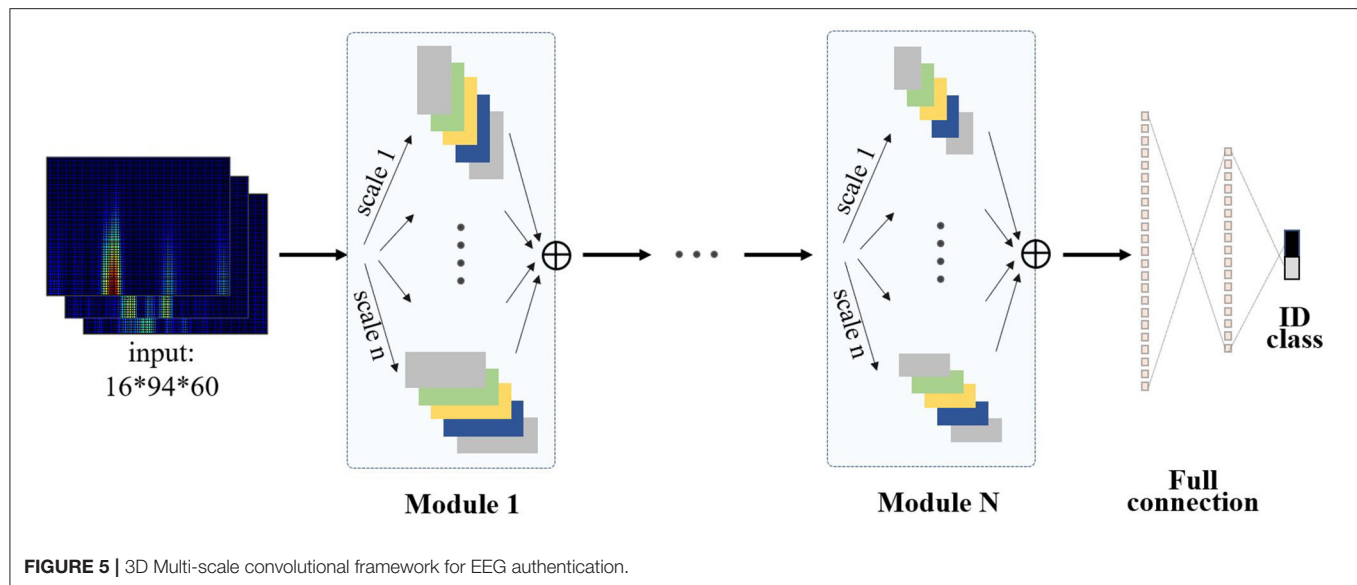 scale 1
scale n
scale 1
scale n
input:
16*94*60
ID
class
Module 1
Module N
Full
connection
FIGURE 5 | 3D Multi-scale convolutional framework for EEG authentication.